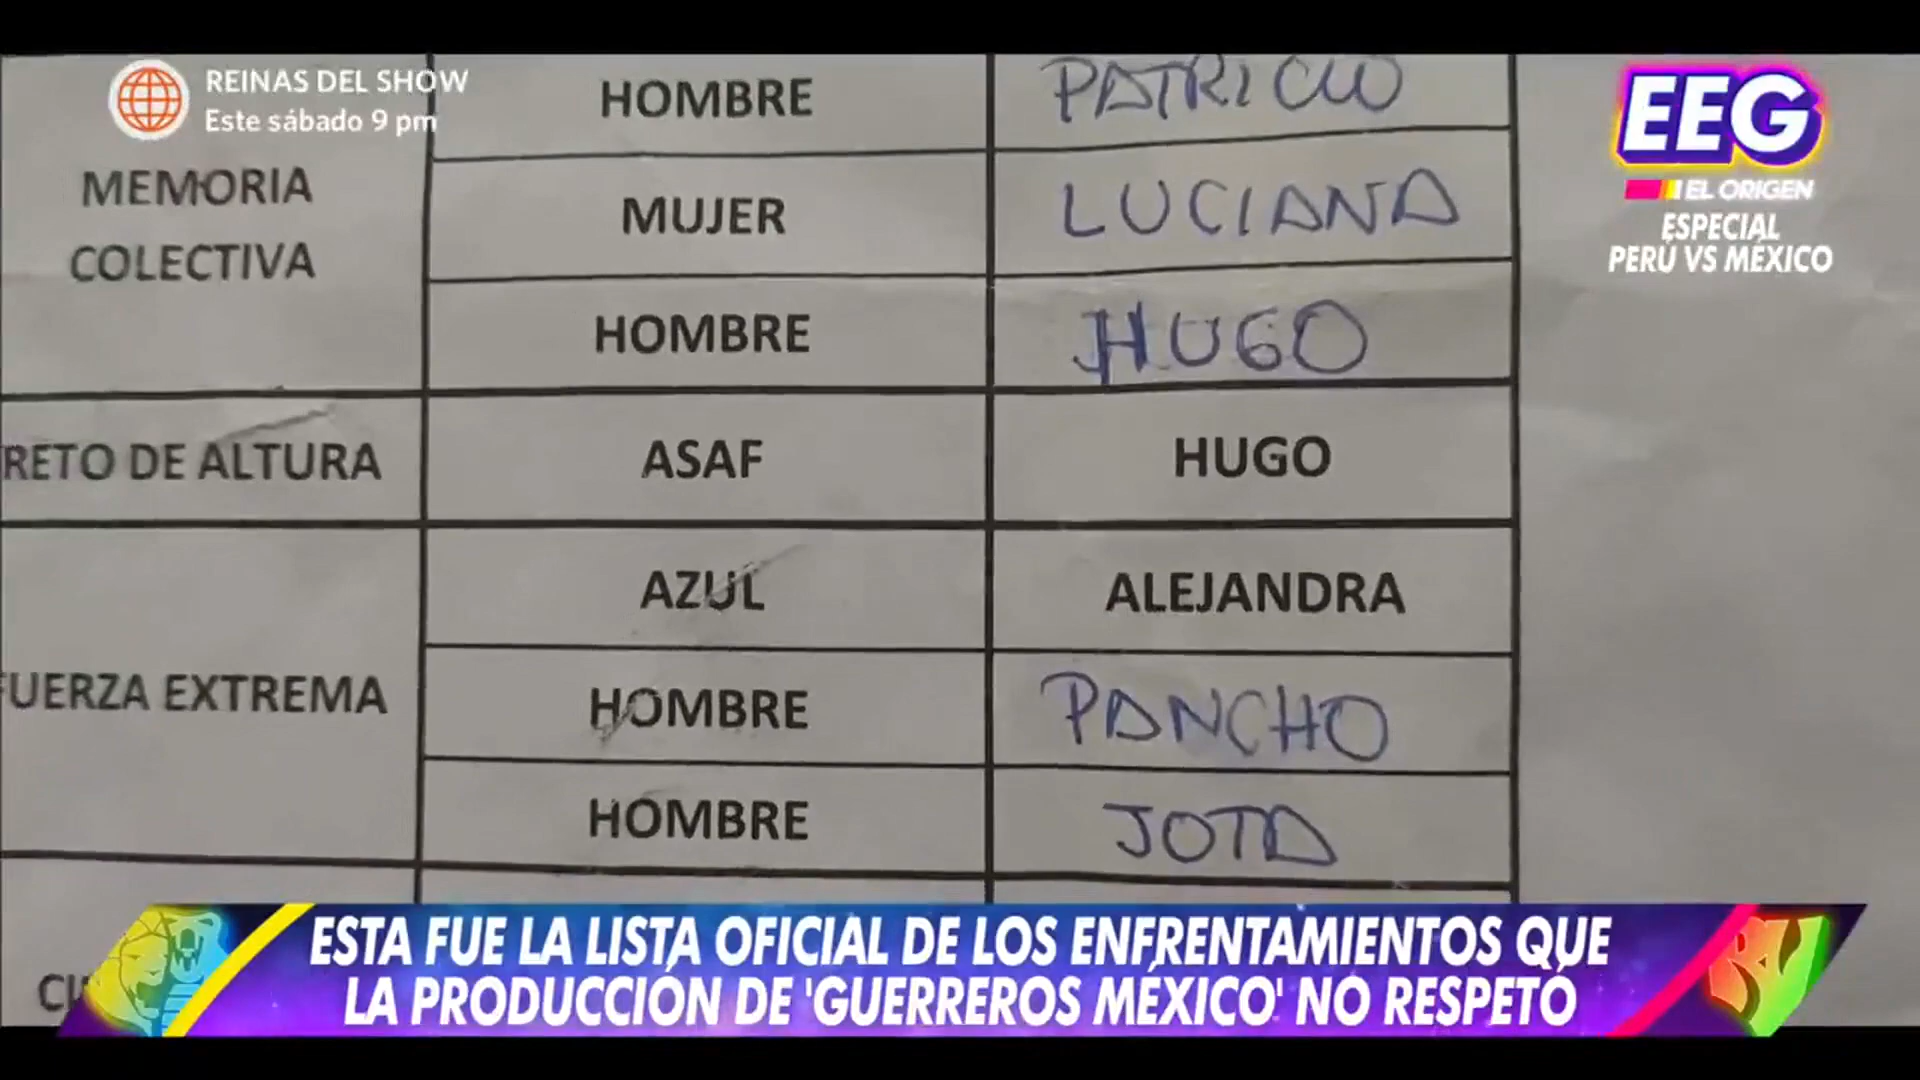 REINAS DEL SHOW
Este sábado 9 pm
EEG
EL ORIGEN
ESPECIAL
PERÚ VS MÉXICO
HOMBRE PATRICIO
MEMORIA
COLECTIVA
MUJER LUCIANA
HOMBRE HUGO
RETO DE ALTURA ASAF HUGO
AZUL ALEJANDRA
FUERZA EXTREMA
HOMBRE PANCHO
HOMBRE JOTA
ESTA FUE LA LISTA OFICIAL DE LOS ENFRENTAMIENTOS QUE
LA PRODUCCIÓN DE 'GUERREROS MÉXICO' NO RESPETÓ